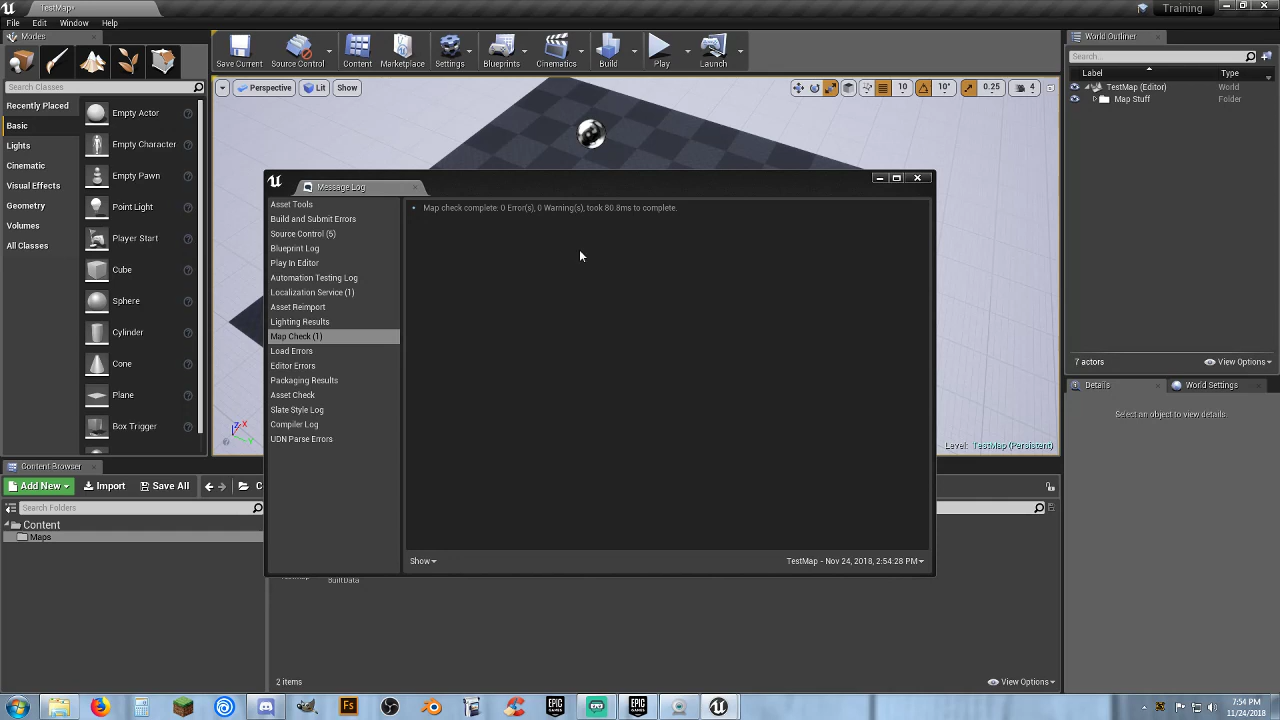 TestMap*
Training
File Edit Window Help
Modes
World Outliner
Save Current Source Control Content Marketplace Settings Blueprints Cinematics Build Play Launch
Search Classes
Search...
Label Type
Perspective Lit Show
10 10° 0.25 4
TestMap (Editor) World
Map Stuff Folder
Recently Placed
Basic
Lights
Cinematic
Visual Effects
Geometry
Volumes
All Classes
Empty Actor
Empty Character
Empty Pawn
Point Light
Player Start
Cube
Sphere
Cylinder
Cone
Plane
Box Trigger
Message Log
Asset Tools
Build and Submit Errors
Source Control (5)
Blueprint Log
Play In Editor
Automation Testing Log
Localization Service (1)
Asset Reimport
Lighting Results
Map Check (1)
Load Errors
Editor Errors
Packaging Results
Asset Check
Slate Style Log
Compiler Log
UDN Parse Errors
Map check complete: 0 Error(s), 0 Warning(s), took 80.8ms to complete.
Show
TestMap - Nov 24, 2018, 2:54:28 PM
7 actors
View Options
Details World Settings
Select an object to view details.
Z X
Y
Level: TestMap (Persistent)
Content Browser
Add New Import Save All
Search Folders
Content
Maps
BuiltData
2 items
View Options
Fs
EPIC GAMES
EPIC GAMES
7:54 PM
11/24/2018